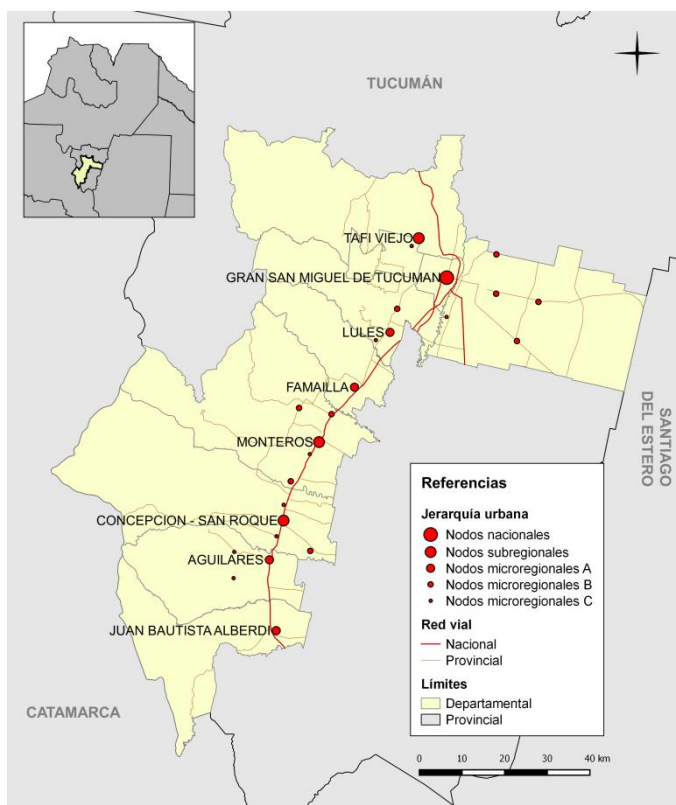 TUCUMÁN
TAFI VIEJO
GRAN SAN MIGUEL DE TUCUMAN
LULES
FAMAILLA
MONTEROS
CONCEPCION - SAN ROQUE
AGUILARES
JUAN BAUTISTA ALBERDI
CATAMARCA
SANTIAGO
DEL ESTERO
Referencias
Jerarquía urbana
Nodos nacionales
Nodos subregionales
Nodos microregionales A
Nodos microregionales B
Nodos microregionales C
Red vial
Nacional
Provincial
Límites
Departamental
Provincial
0 10 20 30 40 km